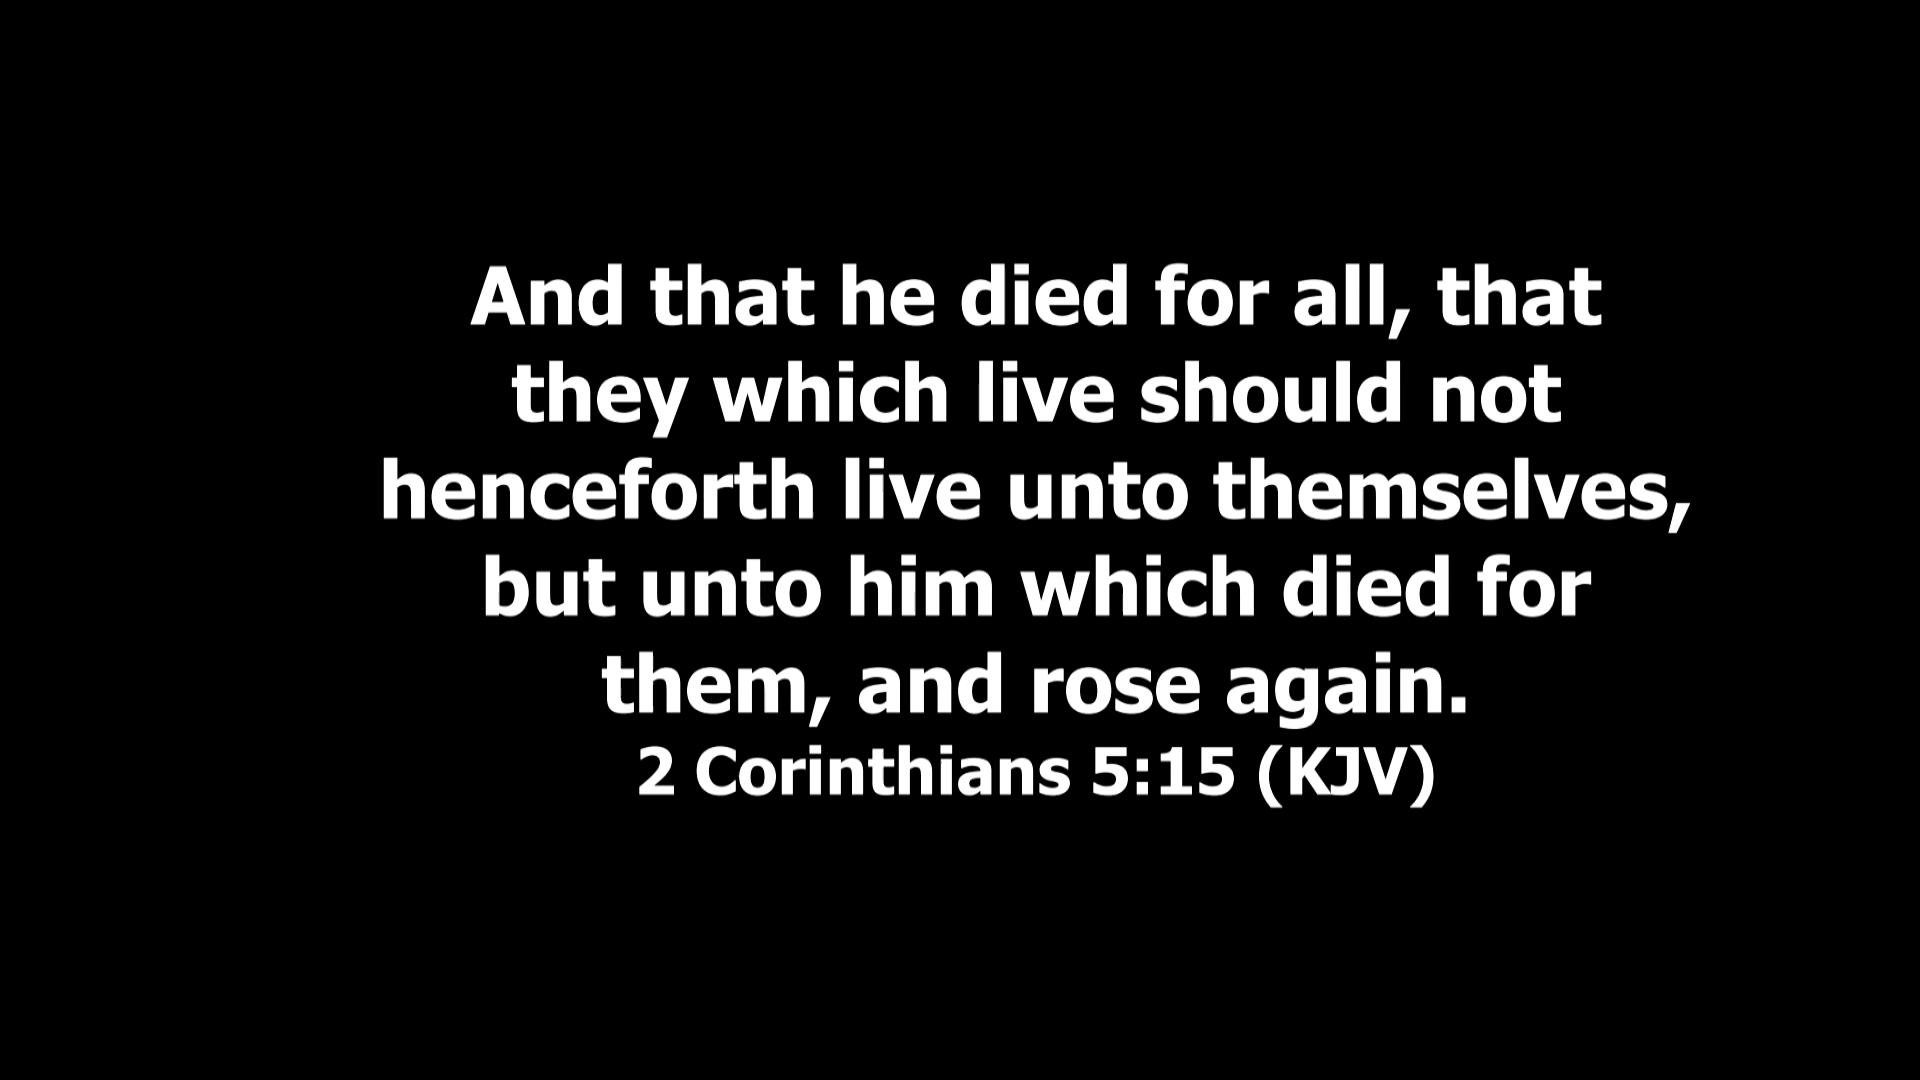 And that he died for all, that
they which live should not
henceforth live unto themselves,
but unto him which died for
them, and rose again.
2 Corinthians 5:15 (KJV)